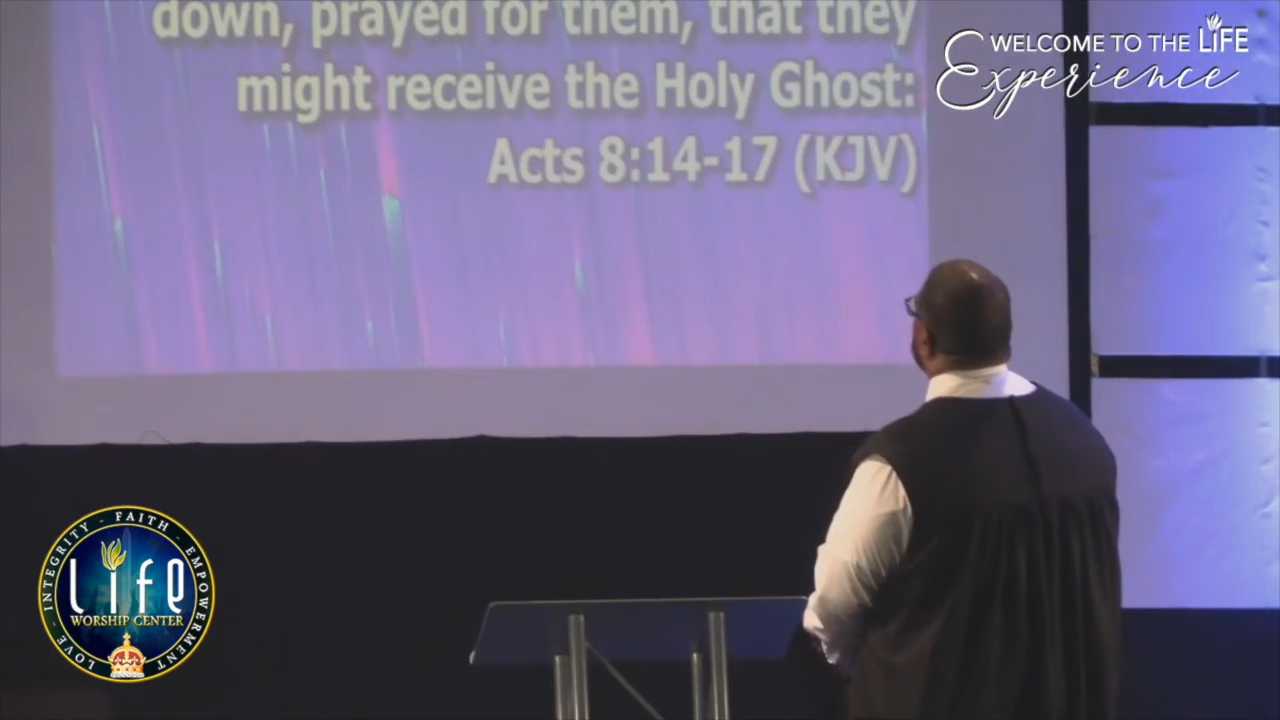 down, prayed for them, that they
might receive the Holy Ghost:
Acts 8:14-17 (KJV)
WELCOME TO THE LIFE
Experience
LOVE - INTEGRITY - FAITH - EMPOWERMENT
LIFE
WORSHIP CENTER